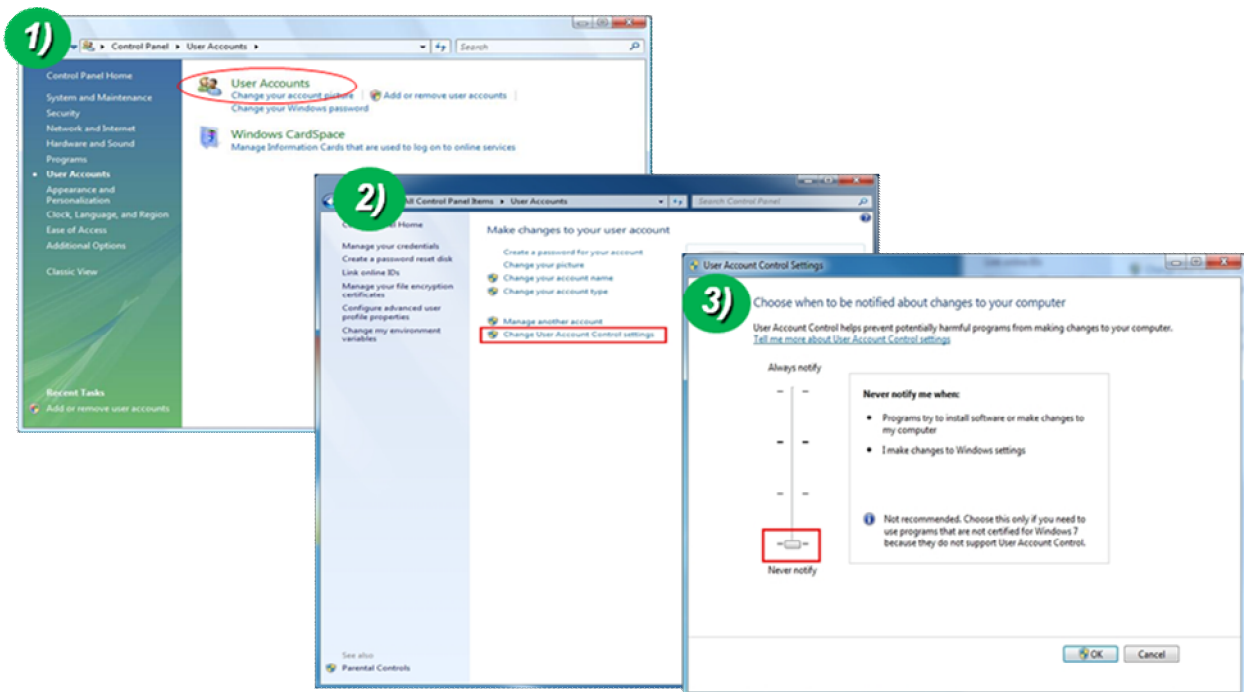 1)
Control Panel ▸ User Accounts ▸
Search
Control Panel Home
System and Maintenance
Security
Network and Internet
Hardware and Sound
Programs
User Accounts
Appearance and
Personalization
Clock, Language, and Region
Ease of Access
Additional Options
Classic View
Recent Tasks
Add or remove user accounts
User Accounts
Change your account picture | Add or remove user accounts |
Change your Windows password
Windows CardSpace
Manage Information Cards that are used to log on to online services
2)
All Control Panel Items ▸ User Accounts
Search Control Panel
Home
Manage your credentials
Create a password reset disk
Link online IDs
Manage your file encryption
certificates
Configure advanced user
profile properties
Change my environment
variables
See also
Parental Controls
Make changes to your user account
Create a password for your account
Change your picture
Change your account name
Change your account type
Manage another account
Change User Account Control settings
3)
User Account Control Settings
Choose when to be notified about changes to your computer
User Account Control helps prevent potentially harmful programs from making changes to your computer.
Tell me more about User Account Control settings
Always notify
Never notify
Never notify me when:
• Programs try to install software or make changes to
my computer
• I make changes to Windows settings
Not recommended. Choose this only if you need to
use programs that are not certified for Windows 7
because they do not support User Account Control.
OK
Cancel